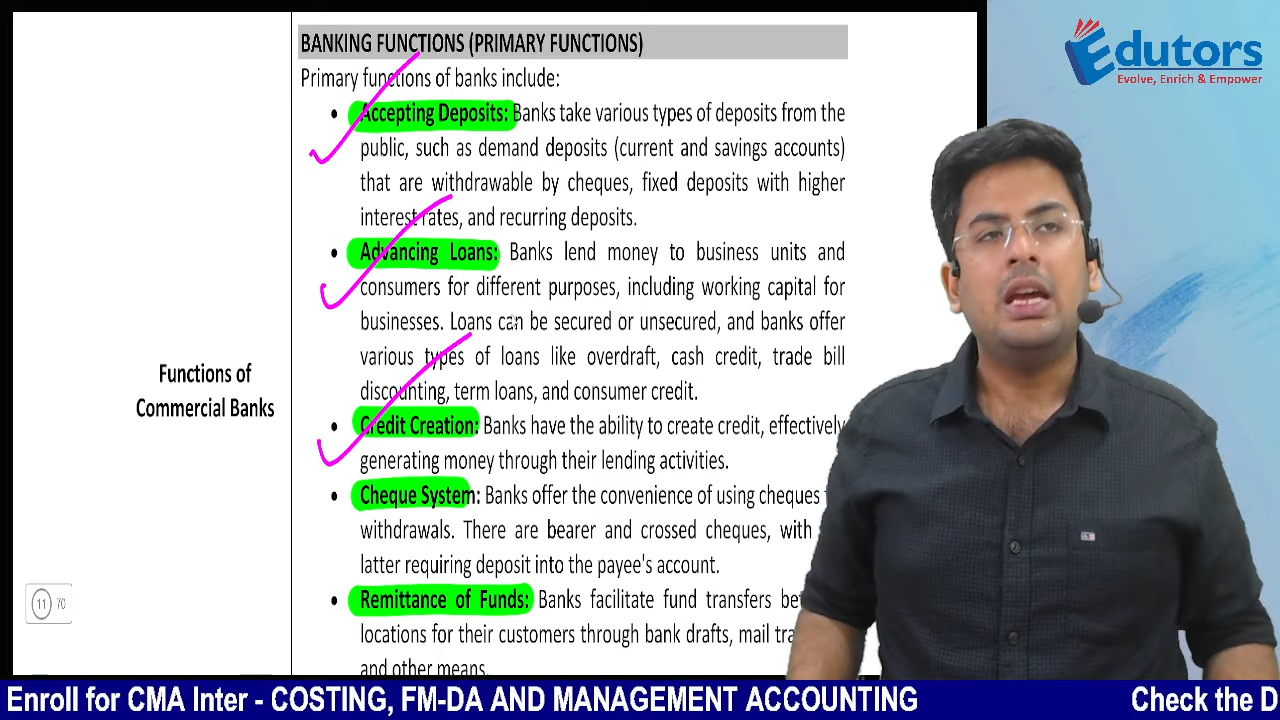 BANKING FUNCTIONS (PRIMARY FUNCTIONS)
Primary functions of banks include:
• Accepting Deposits: Banks take various types of deposits from the
public, such as demand deposits (current and savings accounts)
that are withdrawable by cheques, fixed deposits with higher
interest rates, and recurring deposits.
• Advancing Loans: Banks lend money to business units and
consumers for different purposes, including working capital for
businesses. Loans can be secured or unsecured, and banks offer
various types of loans like overdraft, cash credit, trade bill
discounting, term loans, and consumer credit.
• Credit Creation: Banks have the ability to create credit, effectively
generating money through their lending activities.
• Cheque System: Banks offer the convenience of using cheques
withdrawals. There are bearer and crossed cheques, with
latter requiring deposit into the payee's account.
• Remittance of Funds: Banks facilitate fund transfers
locations for their customers through bank drafts, mail
and other means.
Functions of
Commercial Banks
11 70
Edutors
Evolve, Enrich & Empower
Enroll for CMA Inter - COSTING, FM-DA AND MANAGEMENT ACCOUNTING
Check the D